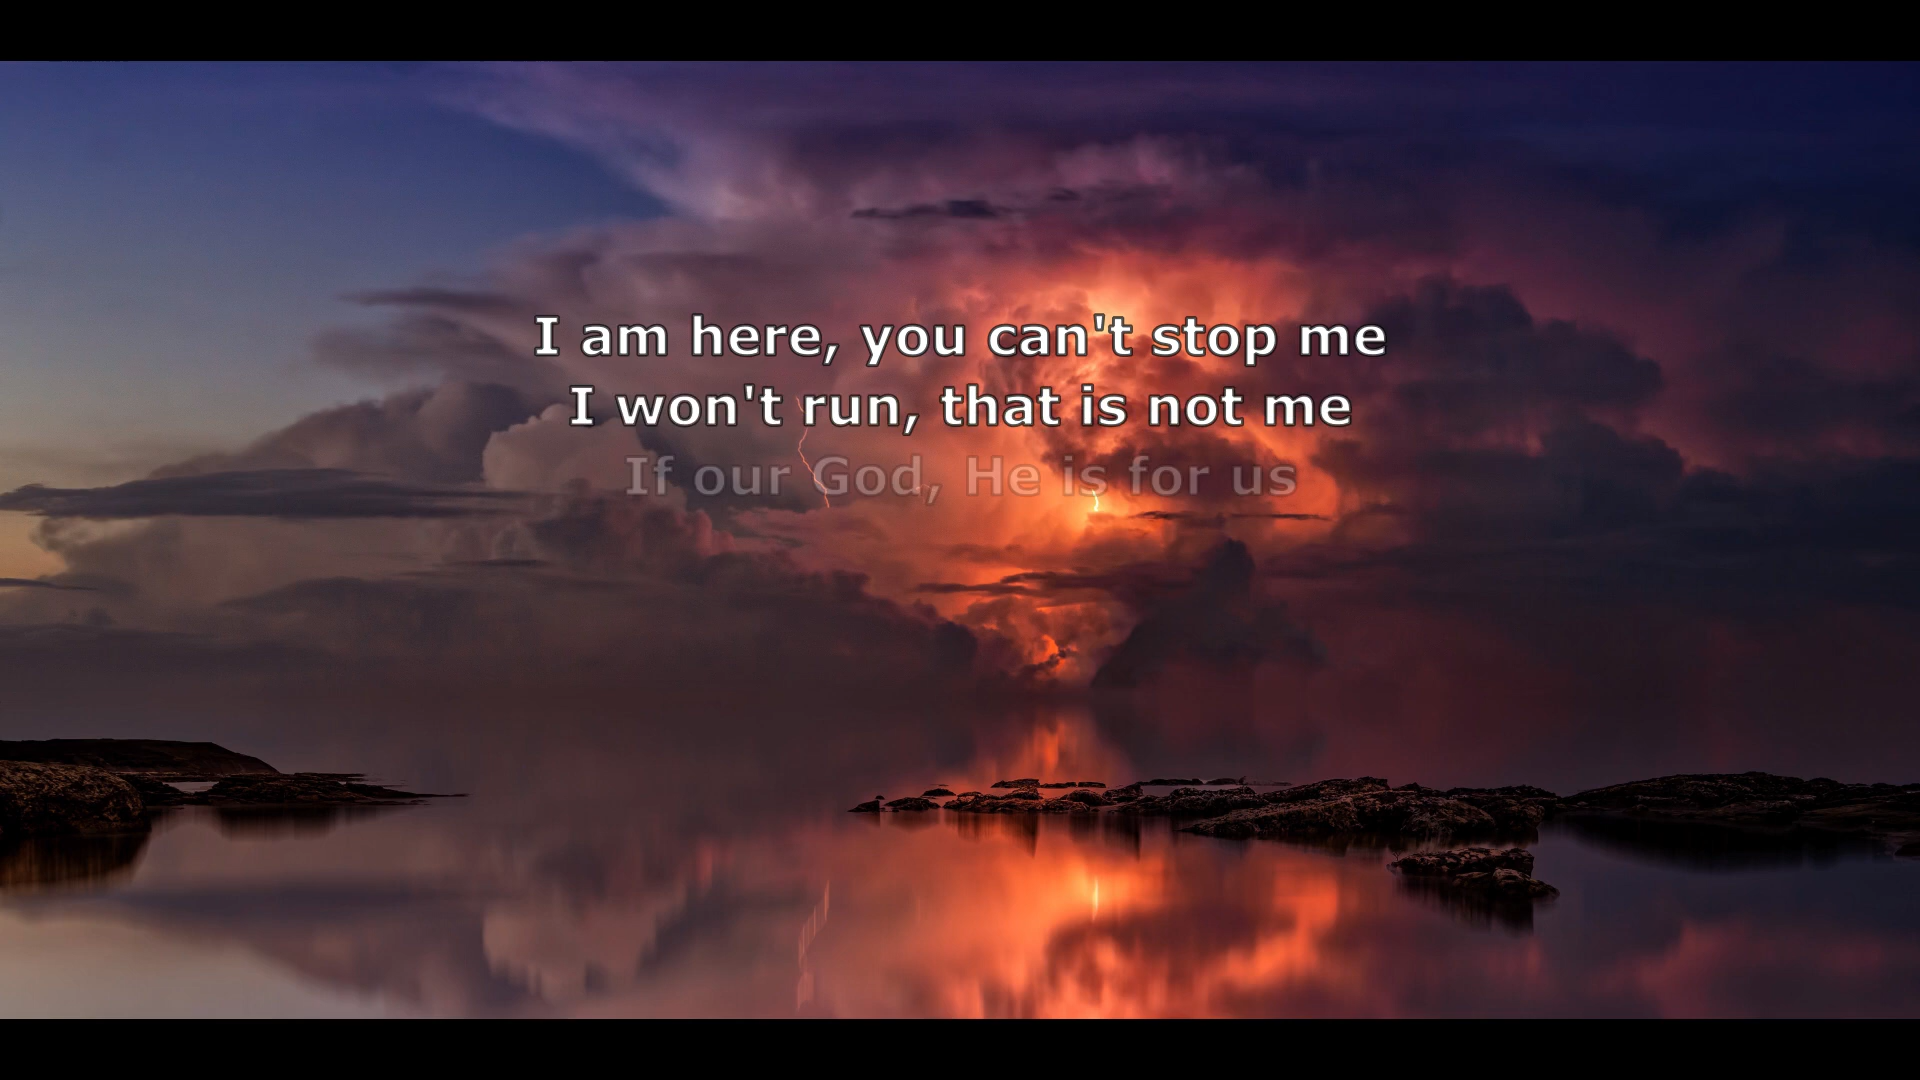 I am here, you can't stop me
I won't run, that is not me
If our God, He is for us